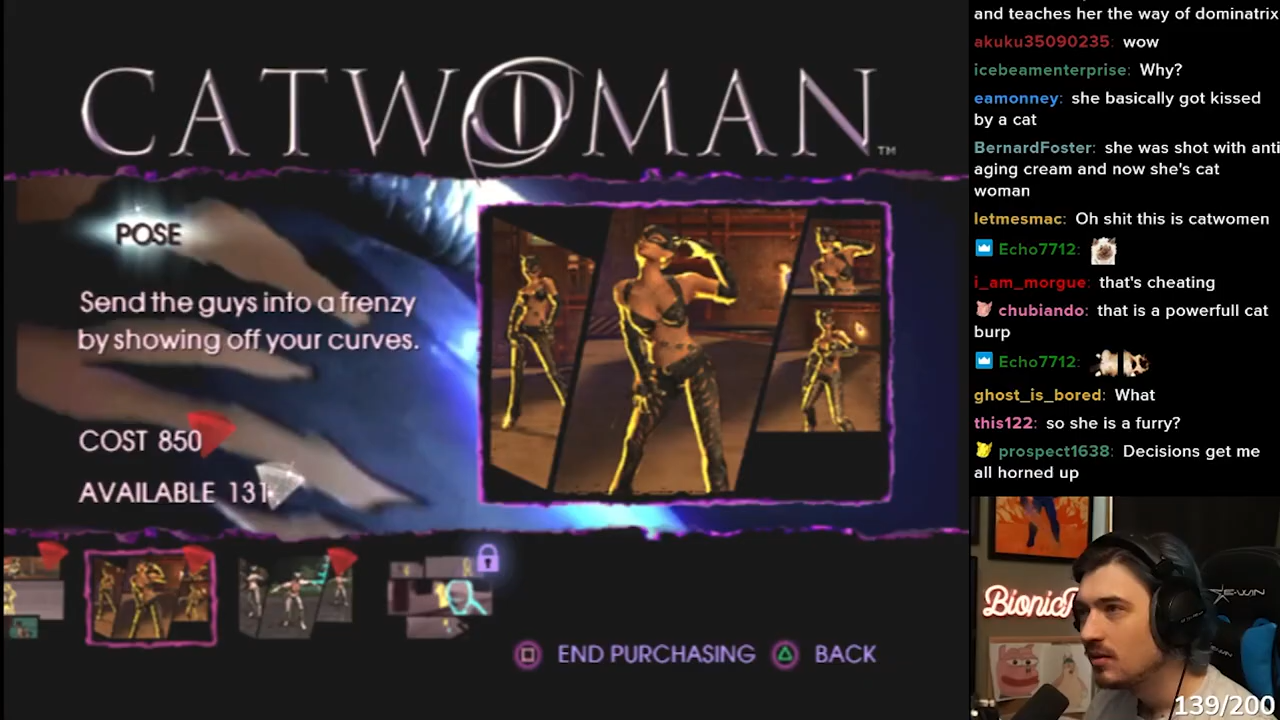 CATWOMAN™
POSE
Send the guys into a frenzy
by showing off your curves.
COST 850
AVAILABLE 131
END PURCHASING
BACK
and teaches her the way of dominatrix
akuku35090235: wow
icebeamenterprise: Why?
eamonney: she basically got kissed
by a cat
BernardFoster: she was shot with anti
aging cream and now she's cat
woman
letmesmac: Oh shit this is catwomen
Echo7712:
i_am_morgue: that's cheating
chubiando: that is a powerfull cat
burp
Echo7712:
ghost_is_bored: What
this122: so she is a furry?
prospect1638: Decisions get me
all horned up
E-WIN
139/200